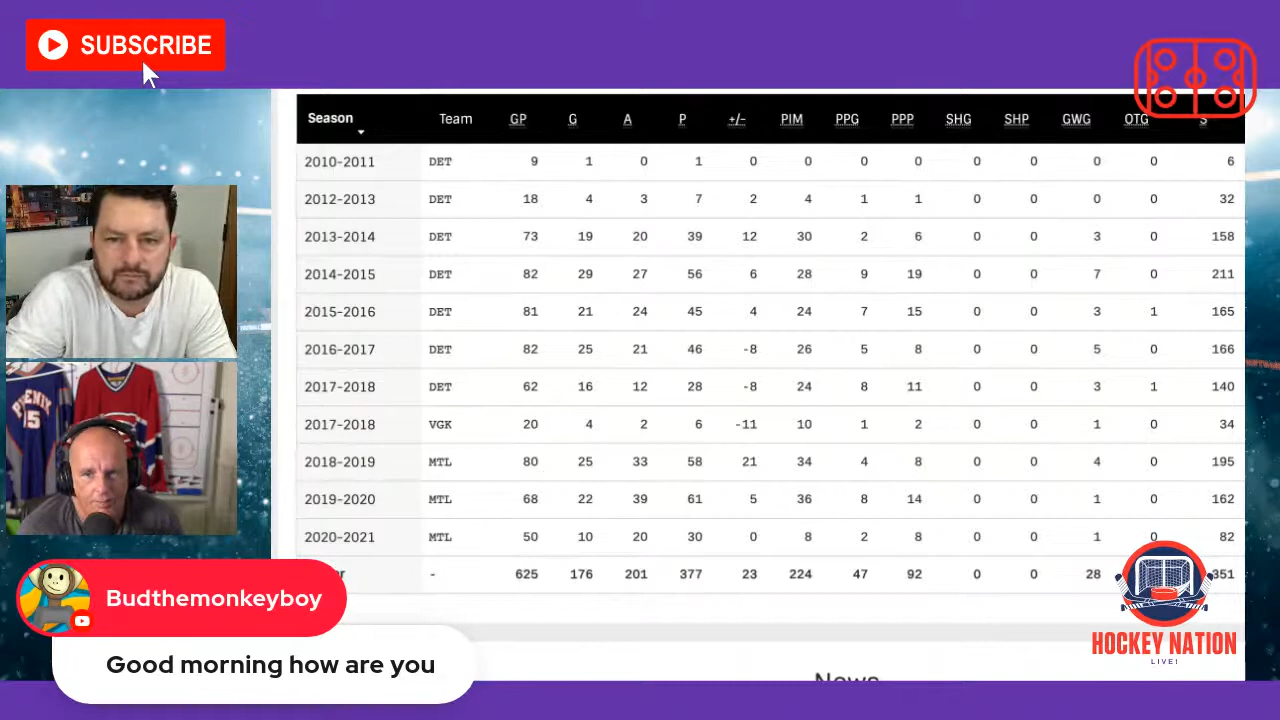 SUBSCRIBE
Season Team GP G A P +/- PIM PPG PPP SHG SHP GWG OTG S
2010-2011 DET 9 1 0 1 0 0 0 0 0 0 0 0 6
2012-2013 DET 18 4 3 7 2 4 1 1 0 0 0 0 32
2013-2014 DET 73 19 20 39 12 30 2 6 0 0 3 0 158
2014-2015 DET 82 29 27 56 6 28 9 19 0 0 7 0 211
2015-2016 DET 81 21 24 45 4 24 7 15 0 0 3 1 165
2016-2017 DET 82 25 21 46 -8 26 5 8 0 0 5 0 166
2017-2018 DET 62 16 12 28 -8 24 8 11 0 0 3 1 140
2017-2018 VGK 20 4 2 6 -11 10 1 2 0 0 1 0 34
2018-2019 MTL 80 25 33 58 21 34 4 8 0 0 4 0 195
2019-2020 MTL 68 22 39 61 5 36 8 14 0 0 1 0 162
2020-2021 MTL 50 10 20 30 0 8 2 8 0 0 1 0 82
- 625 176 201 377 23 224 47 92 0 0 28 351
PHOENIX
15
Budthemonkeyboy
Good morning how are you
News
HOCKEY NATION
LIVE!